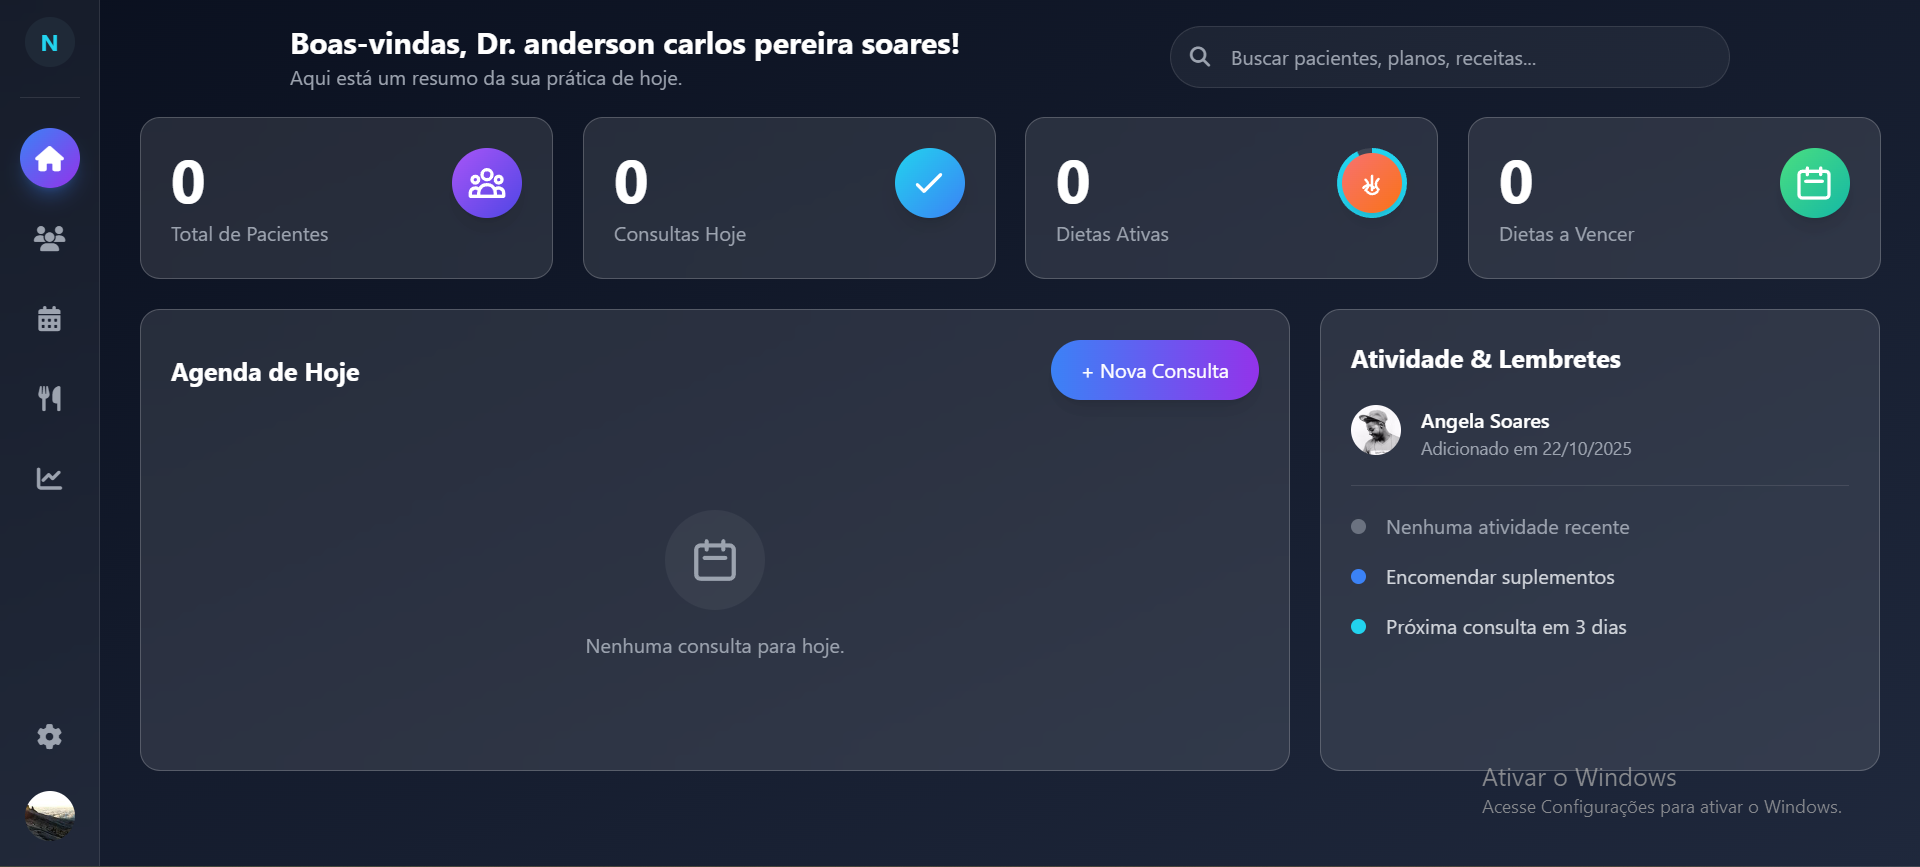 N
Boas-vindas, Dr. anderson carlos pereira soares!
Aqui está um resumo da sua prática de hoje.
Buscar pacientes, planos, receitas...
0
Total de Pacientes
0
Consultas Hoje
0
Dietas Ativas
0
Dietas a Vencer
Agenda de Hoje
+ Nova Consulta
Nenhuma consulta para hoje.
Atividade & Lembretes
Angela Soares
Adicionado em 22/10/2025
Nenhuma atividade recente
Encomendar suplementos
Próxima consulta em 3 dias
Ativar o Windows
Acesse Configurações para ativar o Windows.